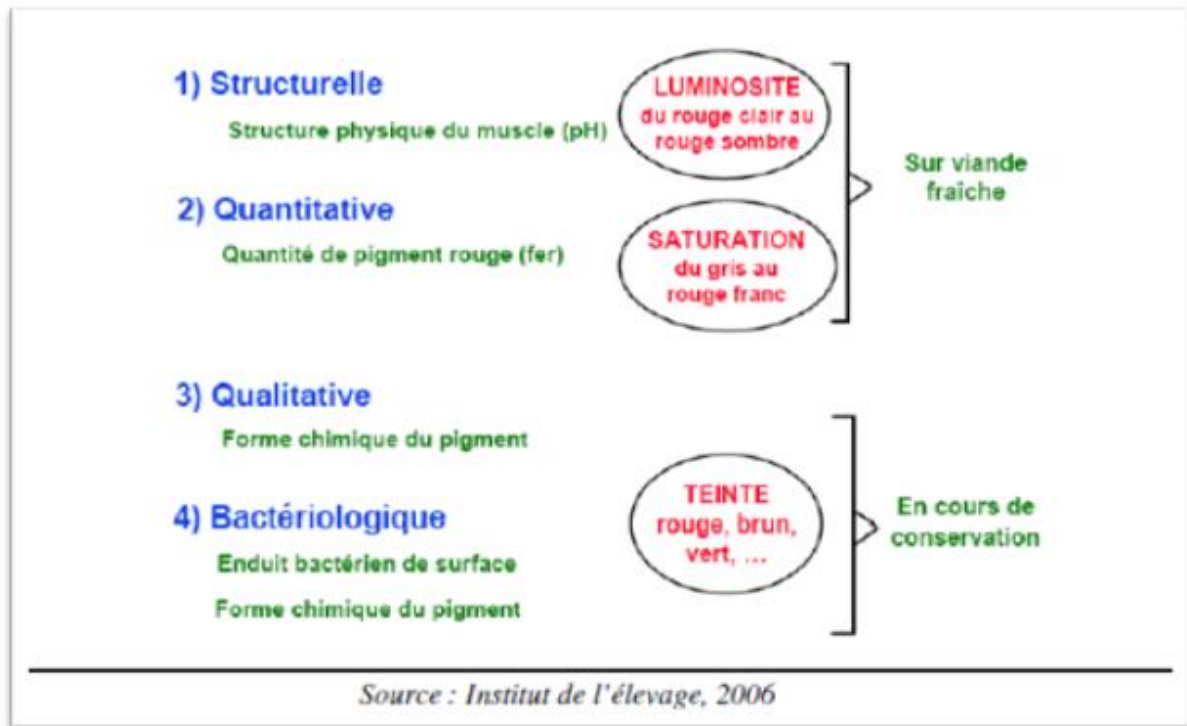 1) Structurelle
Structure physique du muscle (pH)
LUMINOSITE
du rouge clair au
rouge sombre
2) Quantitative
Quantité de pigment rouge (fer)
SATURATION
du gris au
rouge franc
Sur viande
fraîche
3) Qualitative
Forme chimique du pigment
4) Bactériologique
Enduit bactérien de surface
Forme chimique du pigment
TEINTE
rouge, brun,
vert, ...
En cours de
conservation
Source : Institut de l'élevage, 2006